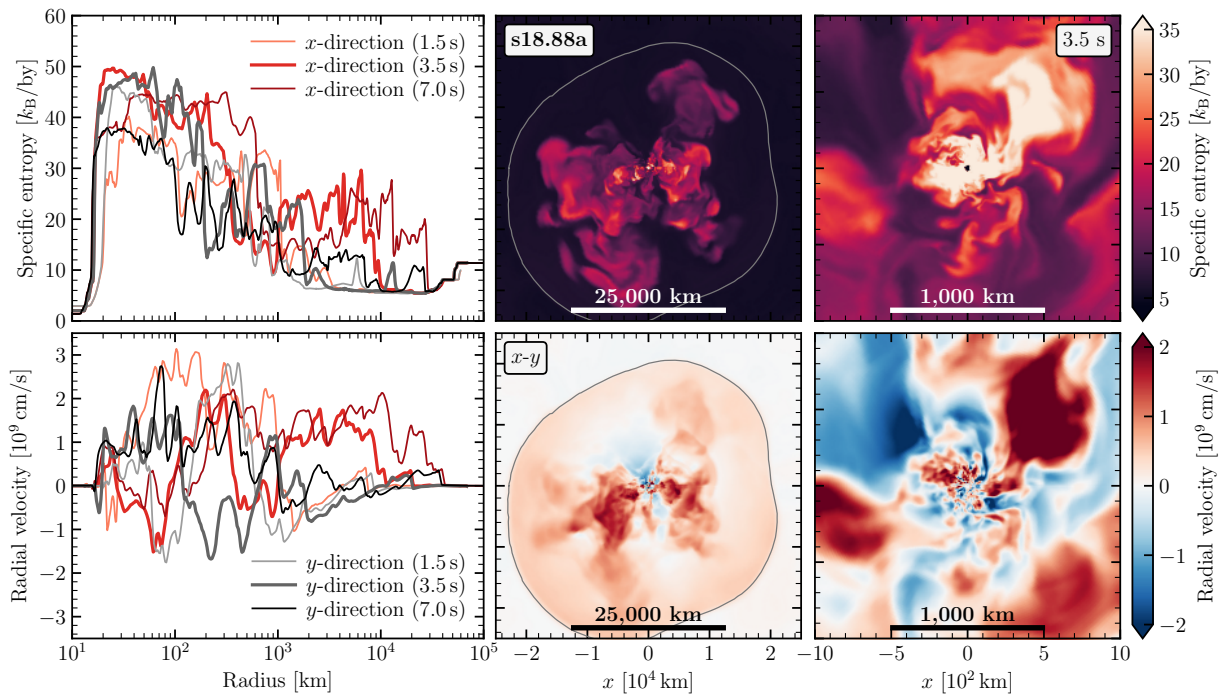 60
50
40
30
20
10
0
Specific entropy [k_B/by]
x-direction (1.5 s)
x-direction (3.5 s)
x-direction (7.0 s)
s18.88a
25,000 km
3.5 s
1,000 km
35
30
25
20
15
10
5
Specific entropy [k_B/by]
3
2
1
0
−1
−2
−3
Radial velocity [10^9 cm/s]
y-direction (1.5 s)
y-direction (3.5 s)
y-direction (7.0 s)
10^1
10^2
10^3
10^4
10^5
Radius [km]
x-y
25,000 km
−2
−1
0
1
2
x [10^4 km]
1,000 km
−10
−5
0
5
10
x [10^2 km]
2
1
0
−1
−2
Radial velocity [10^9 cm/s]